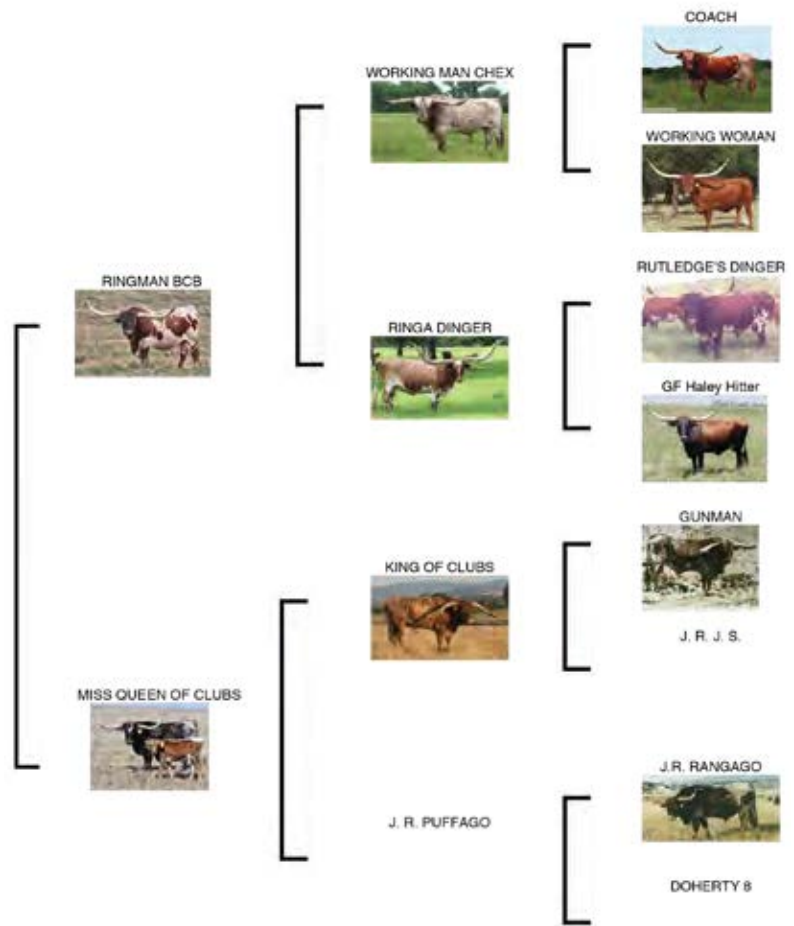 COACH
WORKING MAN CHEX
WORKING WOMAN
RUTLEDGE'S DINGER
RINGMAN BCB
RINGA DINGER
GF Haley Hitter
GUNMAN
KING OF CLUBS
J. R. J. S.
MISS QUEEN OF CLUBS
J.R. RANGAGO
J. R. PUFFAGO
DOHERTY 8